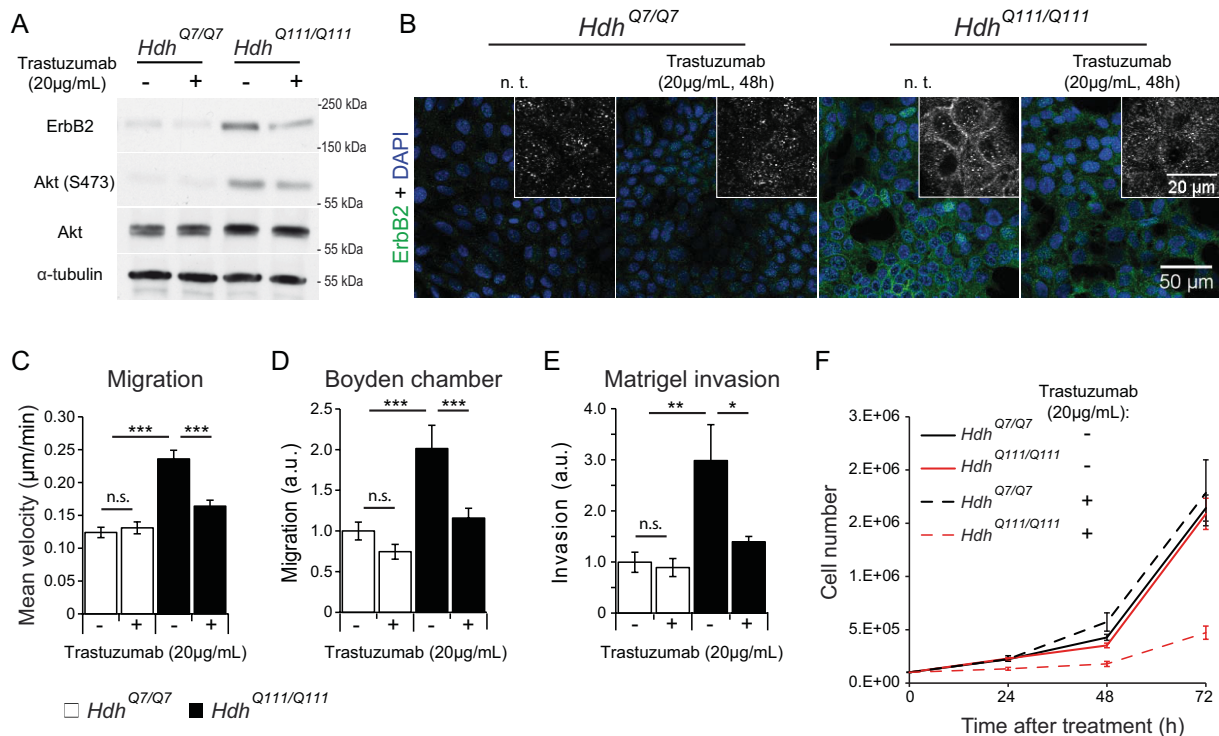 A
Hdh Q7/Q7
Hdh Q111/Q111
Trastuzumab
(20µg/mL)
- + - +
ErbB2
Akt (S473)
Akt
α-tubulin
-250 kDa
150 kDa
55 kDa
55 kDa
- 55 kDa
B
Hdh Q7/Q7
Hdh Q111/Q111
n. t.
Trastuzumab
(20µg/mL, 48h)
n. t.
Trastuzumab
(20µg/mL, 48h)
ErbB2 + DAPI
20 µm
50 µm
C
Migration
Mean velocity (µm/min)
0.30
0.25
0.20
0.15
0.10
0.05
0
n.s.
***
***
- + - +
Trastuzumab (20µg/mL)
D
Boyden chamber
Migration (a.u.)
2.5
2.0
1.5
1.0
0.5
0.0
n.s.
***
***
- + - +
Trastuzumab (20µg/mL)
E
Matrigel invasion
Invasion (a.u.)
4.0
3.0
2.0
1.0
0.0
n.s.
**
*
- + - +
Trastuzumab (20µg/mL)
Hdh Q7/Q7
Hdh Q111/Q111
F
Trastuzumab
(20µg/mL):
Hdh Q7/Q7 -
Hdh Q111/Q111 -
Hdh Q7/Q7 +
Hdh Q111/Q111 +
Cell number
3.E+06
2.E+06
2.E+06
1.E+06
5.E+05
0.E+00
0 24 48 72
Time after treatment (h)